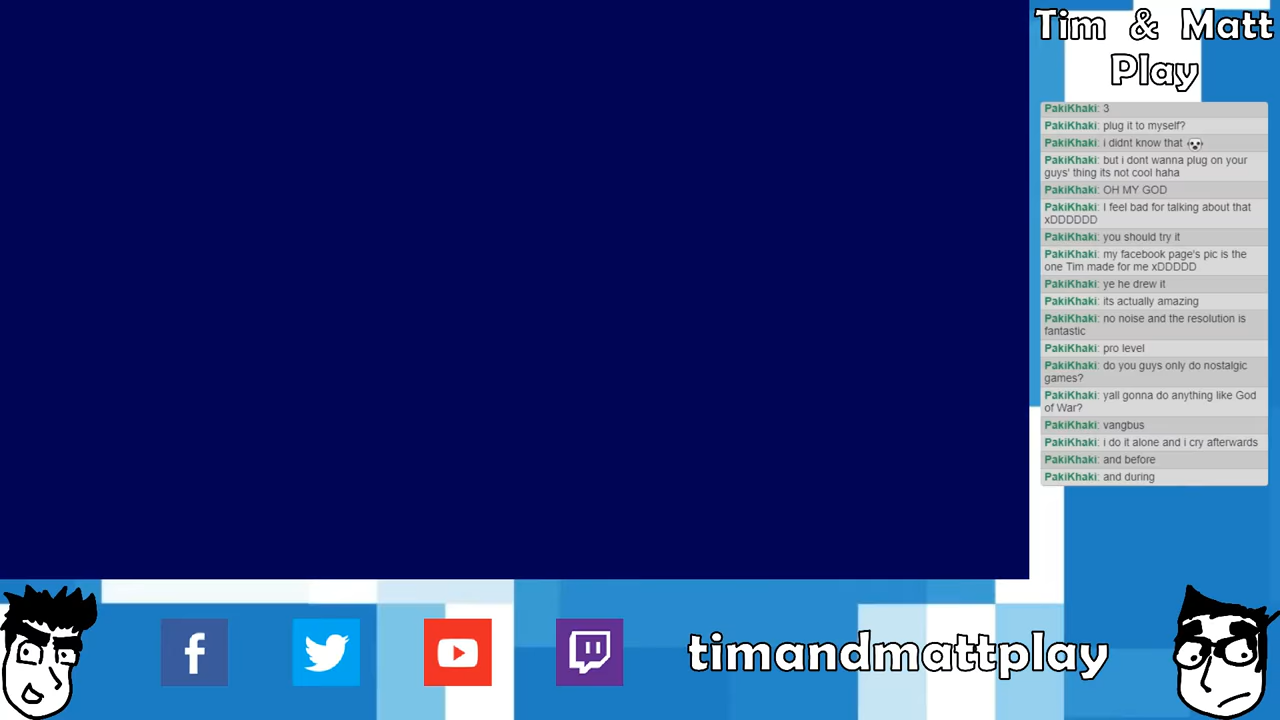 Tim & Matt
Play
PakiKhaki: 3
PakiKhaki: plug it to myself?
PakiKhaki: i didnt know that
PakiKhaki: but i dont wanna plug on your
guys' thing its not cool haha
PakiKhaki: OH MY GOD
PakiKhaki: I feel bad for talking about that
xDDDDDD
PakiKhaki: you should try it
PakiKhaki: my facebook page's pic is the
one Tim made for me xDDDDD
PakiKhaki: ye he drew it
PakiKhaki: its actually amazing
PakiKhaki: no noise and the resolution is
fantastic
PakiKhaki: pro level
PakiKhaki: do you guys only do nostalgic
games?
PakiKhaki: yall gonna do anything like God
of War?
PakiKhaki: vangbus
PakiKhaki: i do it alone and i cry afterwards
PakiKhaki: and before
PakiKhaki: and during
timandmattplay